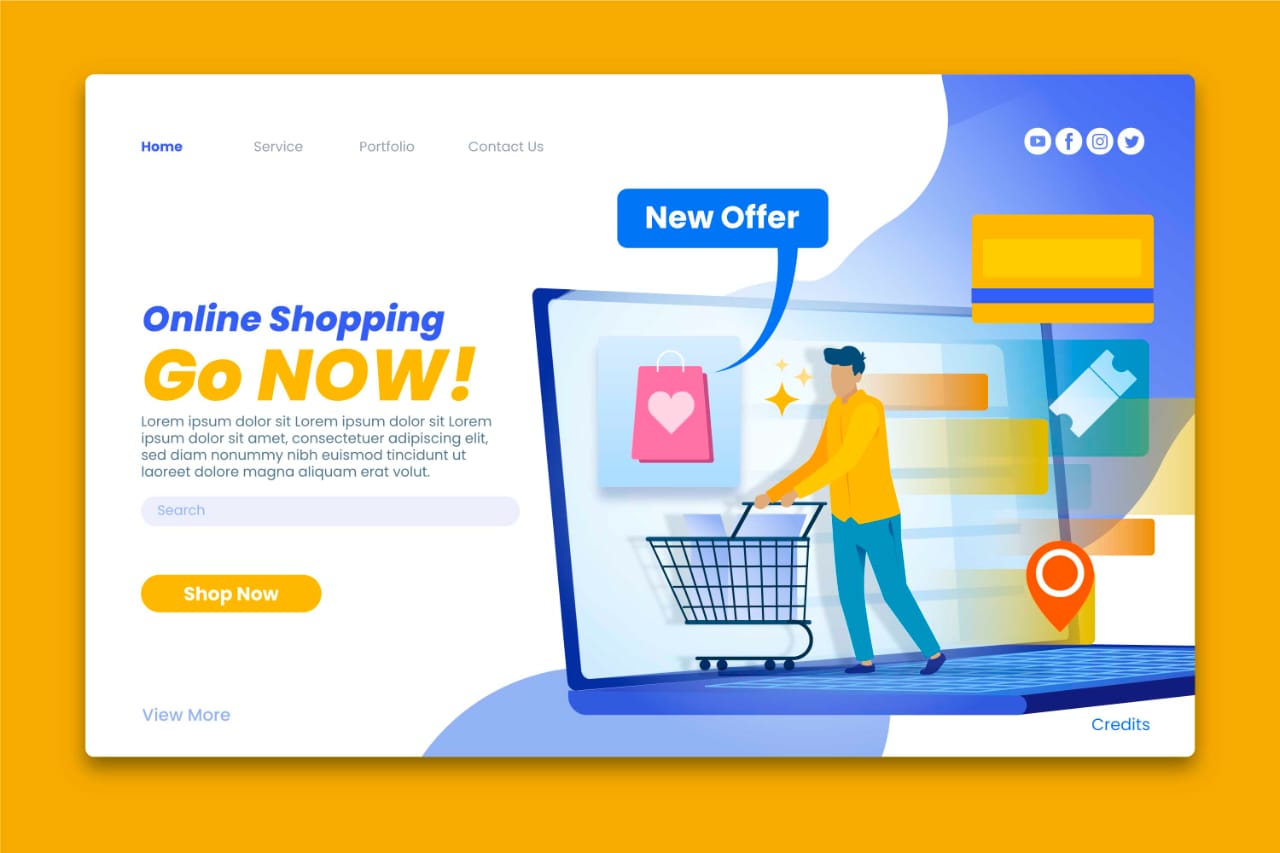 Home Service Portfolio Contact Us
New Offer
Online Shopping
Go NOW!
Lorem ipsum dolor sit Lorem ipsum dolor sit Lorem
ipsum dolor sit amet, consectetuer adipiscing elit,
sed diam nonummy nibh euismod tincidunt ut
laoreet dolore magna aliquam erat volut.
Search
Shop Now
View More
Credits